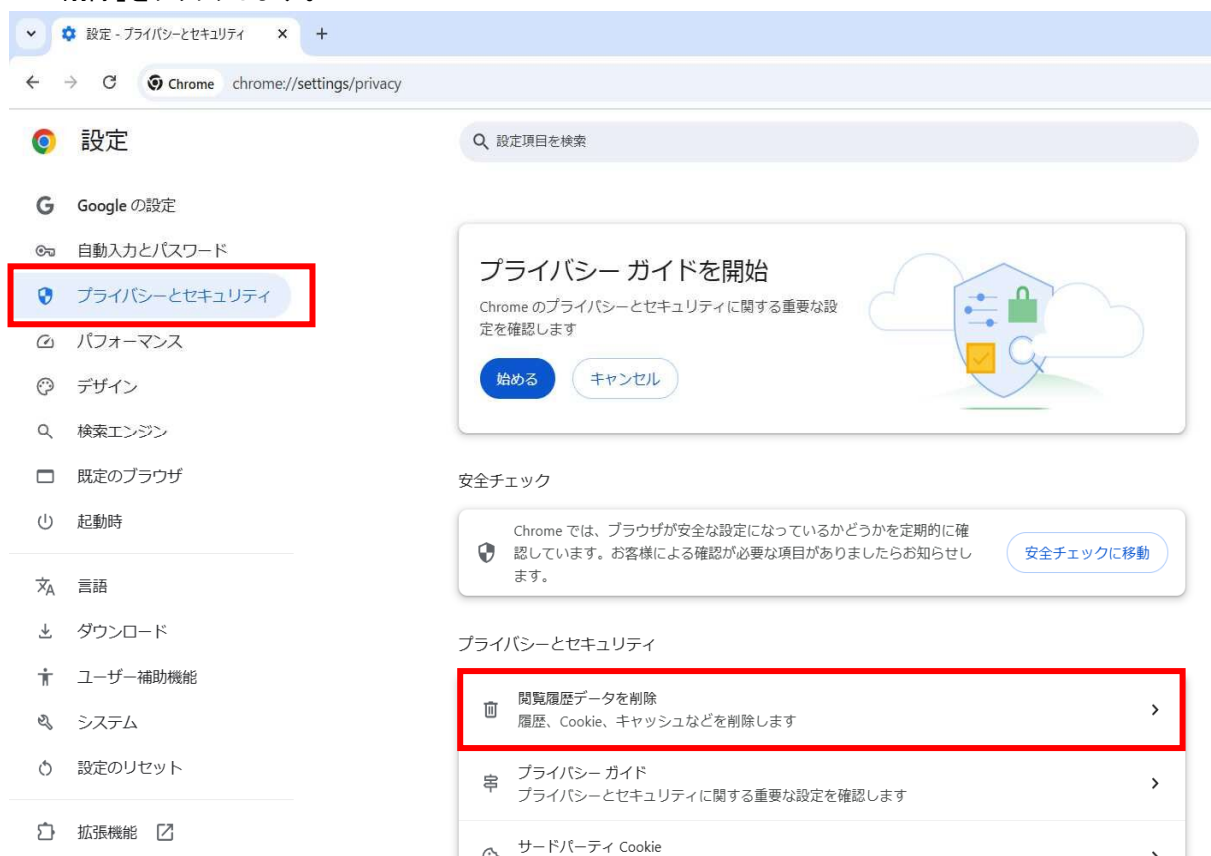 設定 - プライバシーとセキュリティ
Chrome
chrome://settings/privacy
設定
設定項目を検索
Google の設定
自動入力とパスワード
プライバシーとセキュリティ
パフォーマンス
デザイン
検索エンジン
既定のブラウザ
起動時
言語
ダウンロード
ユーザー補助機能
システム
設定のリセット
拡張機能
プライバシー ガイドを開始
Chrome のプライバシーとセキュリティに関する重要な設
定を確認します
始める
キャンセル
安全チェック
Chrome では、ブラウザが安全な設定になっているかどうかを定期的に確
認しています。お客様による確認が必要な項目がありましたらお知らせし
ます。
安全チェックに移動
プライバシーとセキュリティ
閲覧履歴データを削除
履歴、Cookie、キャッシュなどを削除します
プライバシー ガイド
プライバシーとセキュリティに関する重要な設定を確認します
サードパーティ Cookie